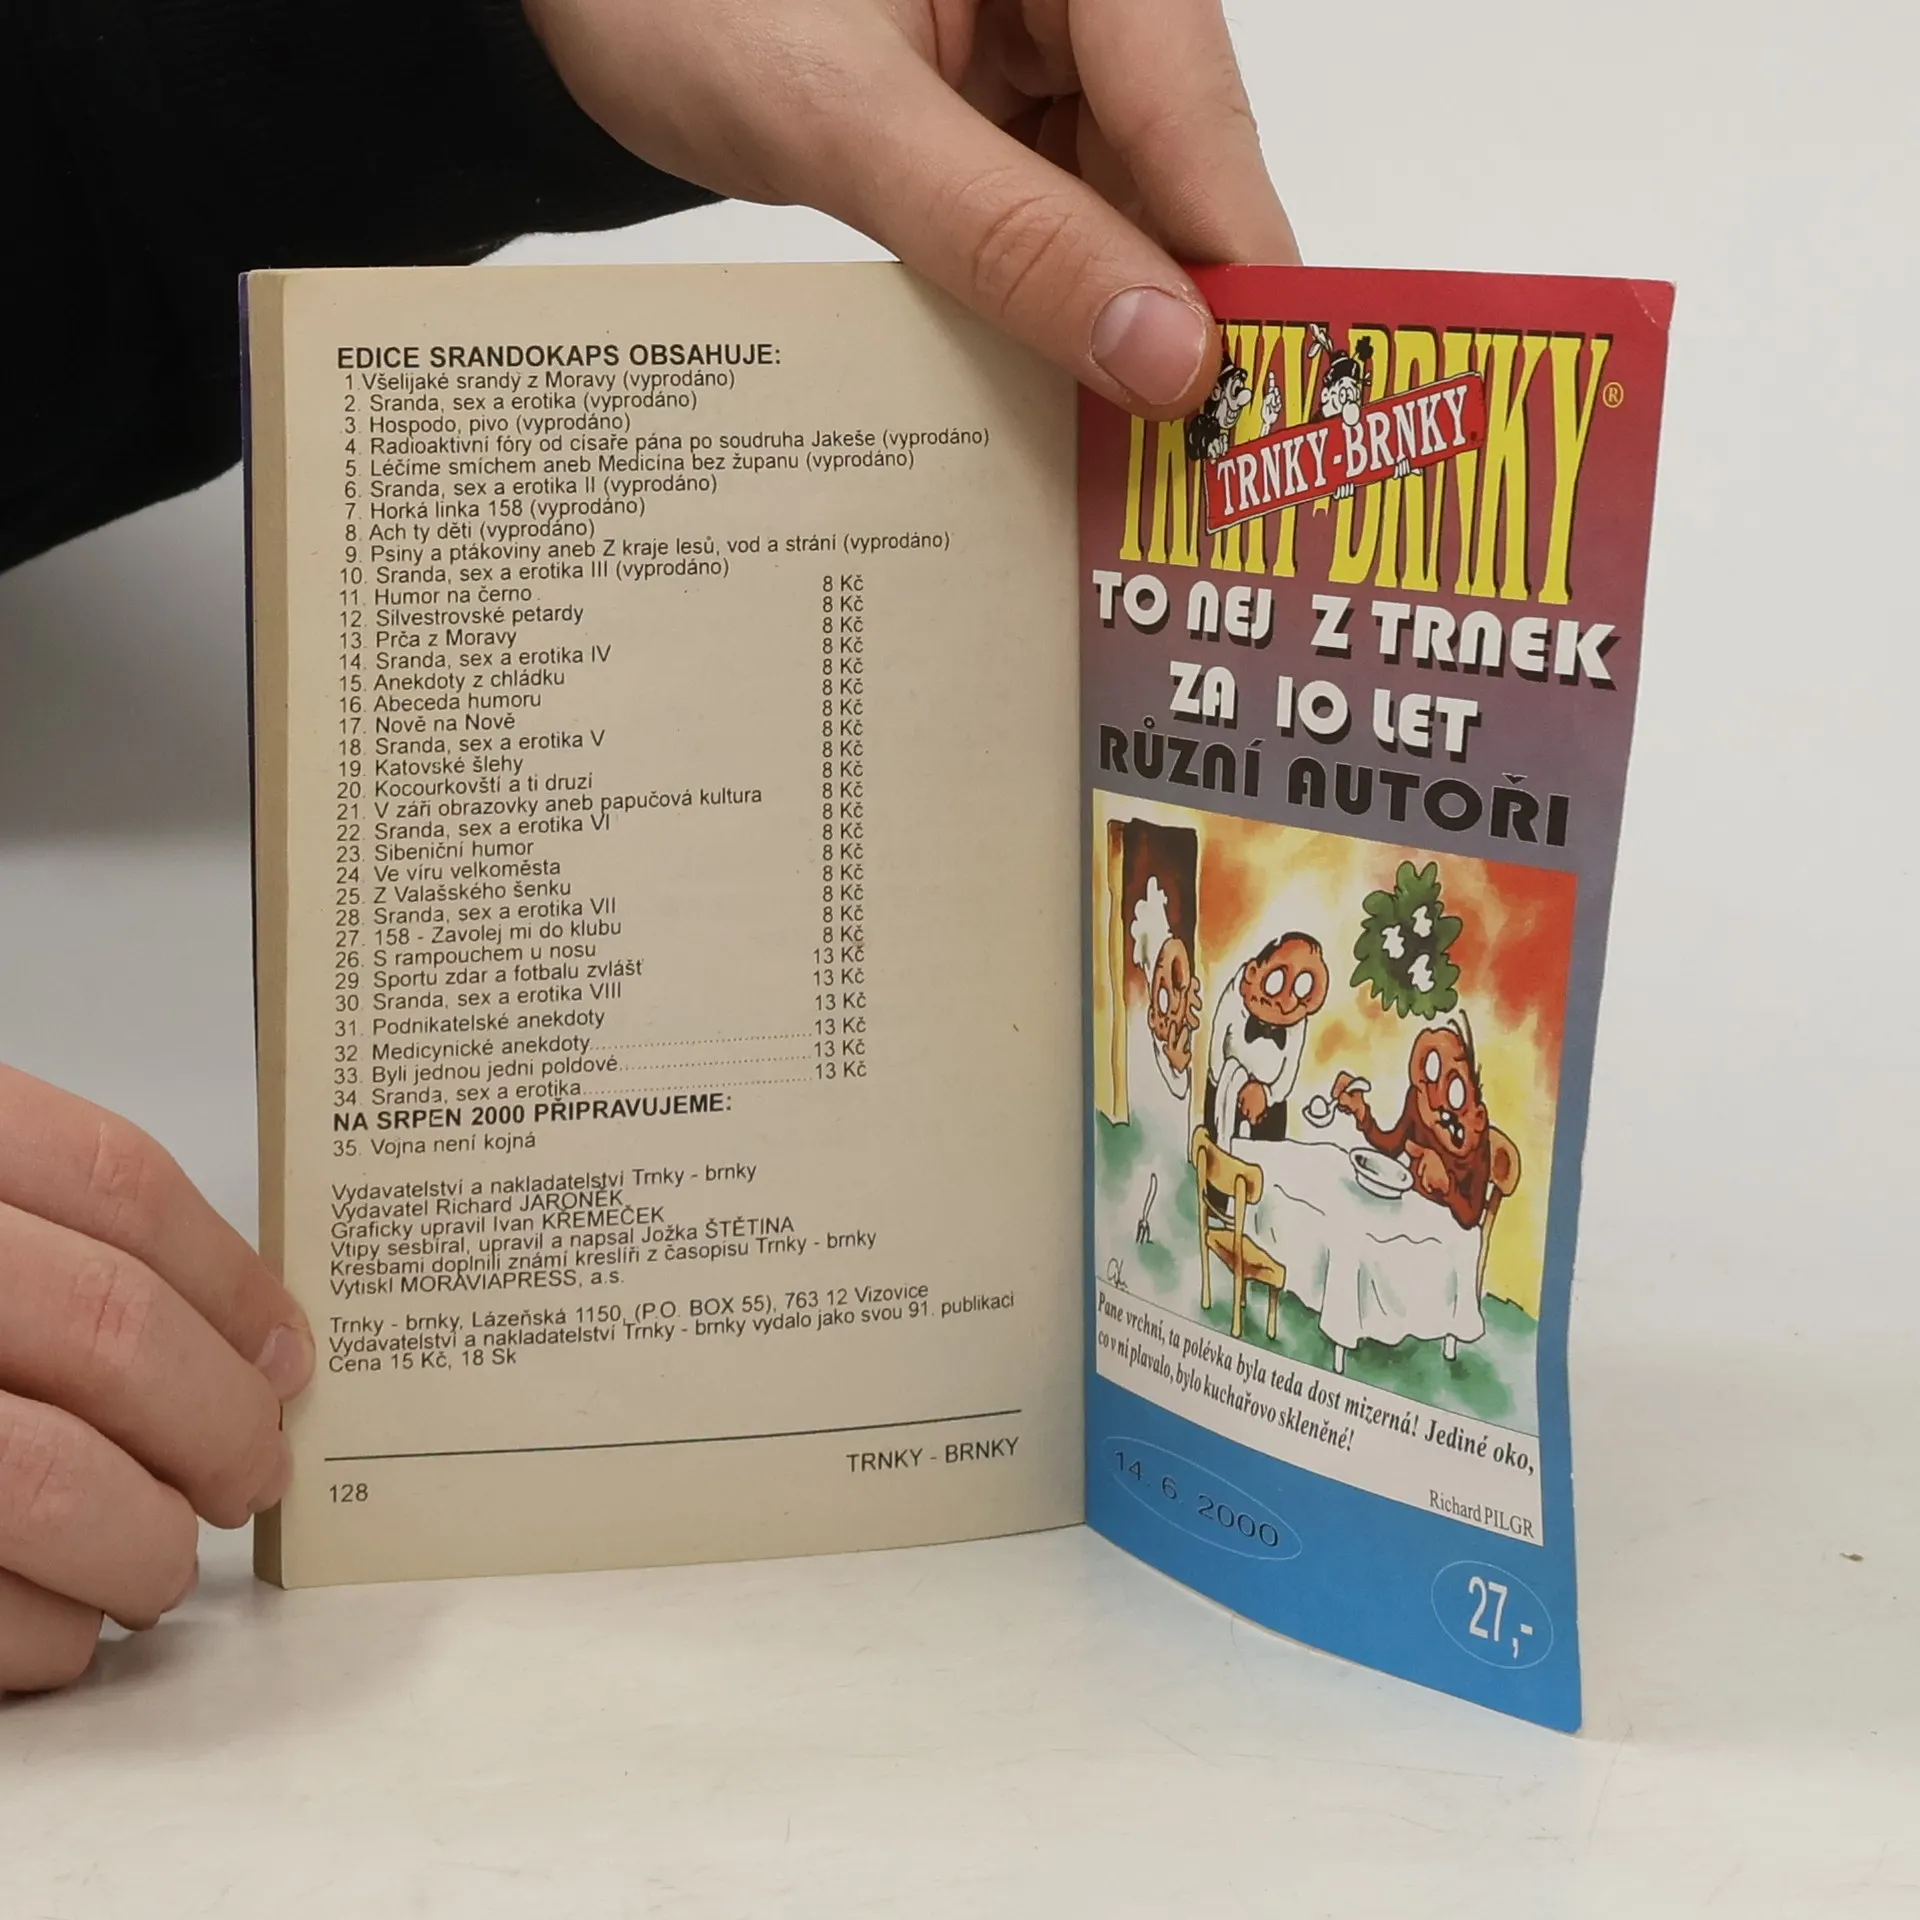 EDICE SRANDOKAPS OBSAHUJE:
1.Všelijaké srandy z Moravy (vyprodáno)
2. Sranda, sex a erotika (vyprodáno)
3. Hospodo, pivo (vyprodáno)
4. Radioaktivní fóry od císaře pána po soudruha Jakeše (vyprodáno)
5. Léčíme smíchem aneb Medicína bez županu (vyprodáno)
6. Sranda, sex a erotika II (vyprodáno)
7. Horká linka 158 (vyprodáno)
8. Ach ty děti (vyprodáno)
9. Psiny a ptákoviny aneb Z kraje lesů, vod a strání (vyprodáno)
10. Sranda, sex a erotika III (vyprodáno)
11. Humor na černo 8 Kč
12. Silvestrovské petardy 8 Kč
13. Prča z Moravy 8 Kč
14. Sranda, sex a erotika IV 8 Kč
15. Anekdoty z chládku 8 Kč
16. Abeceda humoru 8 Kč
17. Nově na Nově 8 Kč
18. Sranda, sex a erotika V 8 Kč
19. Katovské šlehy 8 Kč
20. Kocourkovští a ti druzí 8 Kč
21. V záři obrazovky aneb papučová kultura 8 Kč
22. Sranda, sex a erotika VI 8 Kč
23. Sibeniční humor 8 Kč
24. Ve víru velkoměsta 8 Kč
25. Z Valašského šenku 8 Kč
28. Sranda, sex a erotika VII 8 Kč
27. 158 - Zavolej mi do klubu 8 Kč
26. S rampouchem u nosu 8 Kč
29. Sportu zdar a fotbalu zvlášť 13 Kč
30. Sranda, sex a erotika VIII 13 Kč
31. Podnikatelské anekdoty 13 Kč
32. Medicynické anekdoty 13 Kč
33. Byli jednou jedni poldové 13 Kč
34. Sranda, sex a erotika 13 Kč
NA SRPEN 2000 PŘIPRAVUJEME:
35. Vojna není kojná
Vydavatelství a nakladatelství Trnky - brnky
Vydavatel Richard JARONĚK
Graficky upravil Ivan KŘEMEČEK
Vtipy sesbíral, upravil a napsal Jožka ŠTĚTINA
Kresbami doplnili známí kreslíři z časopisu Trnky - brnky
Vytiskl MORAVIAPRESS, a.s.
Trnky - brnky, Lázeňská 1150, (P.O. BOX 55), 763 12 Vizovice
Vydavatelství a nakladatelství Trnky - brnky vydalo jako svou 91. publikaci
Cena 15 Kč, 18 Sk
TRNKY - BRNKY
128
TRNKY-BRNKY®
TRNKY-BRNKY
TO NEJ Z TRNEK
ZA 10 LET
RŮZNÍ AUTOŘI
Pane vrchní, ta polévka byla teda dost mizerná! Jediné oko,
co v ní plavalo, bylo kuchařovo skleněné!
Richard PILGR
14. 6. 2000
27,-